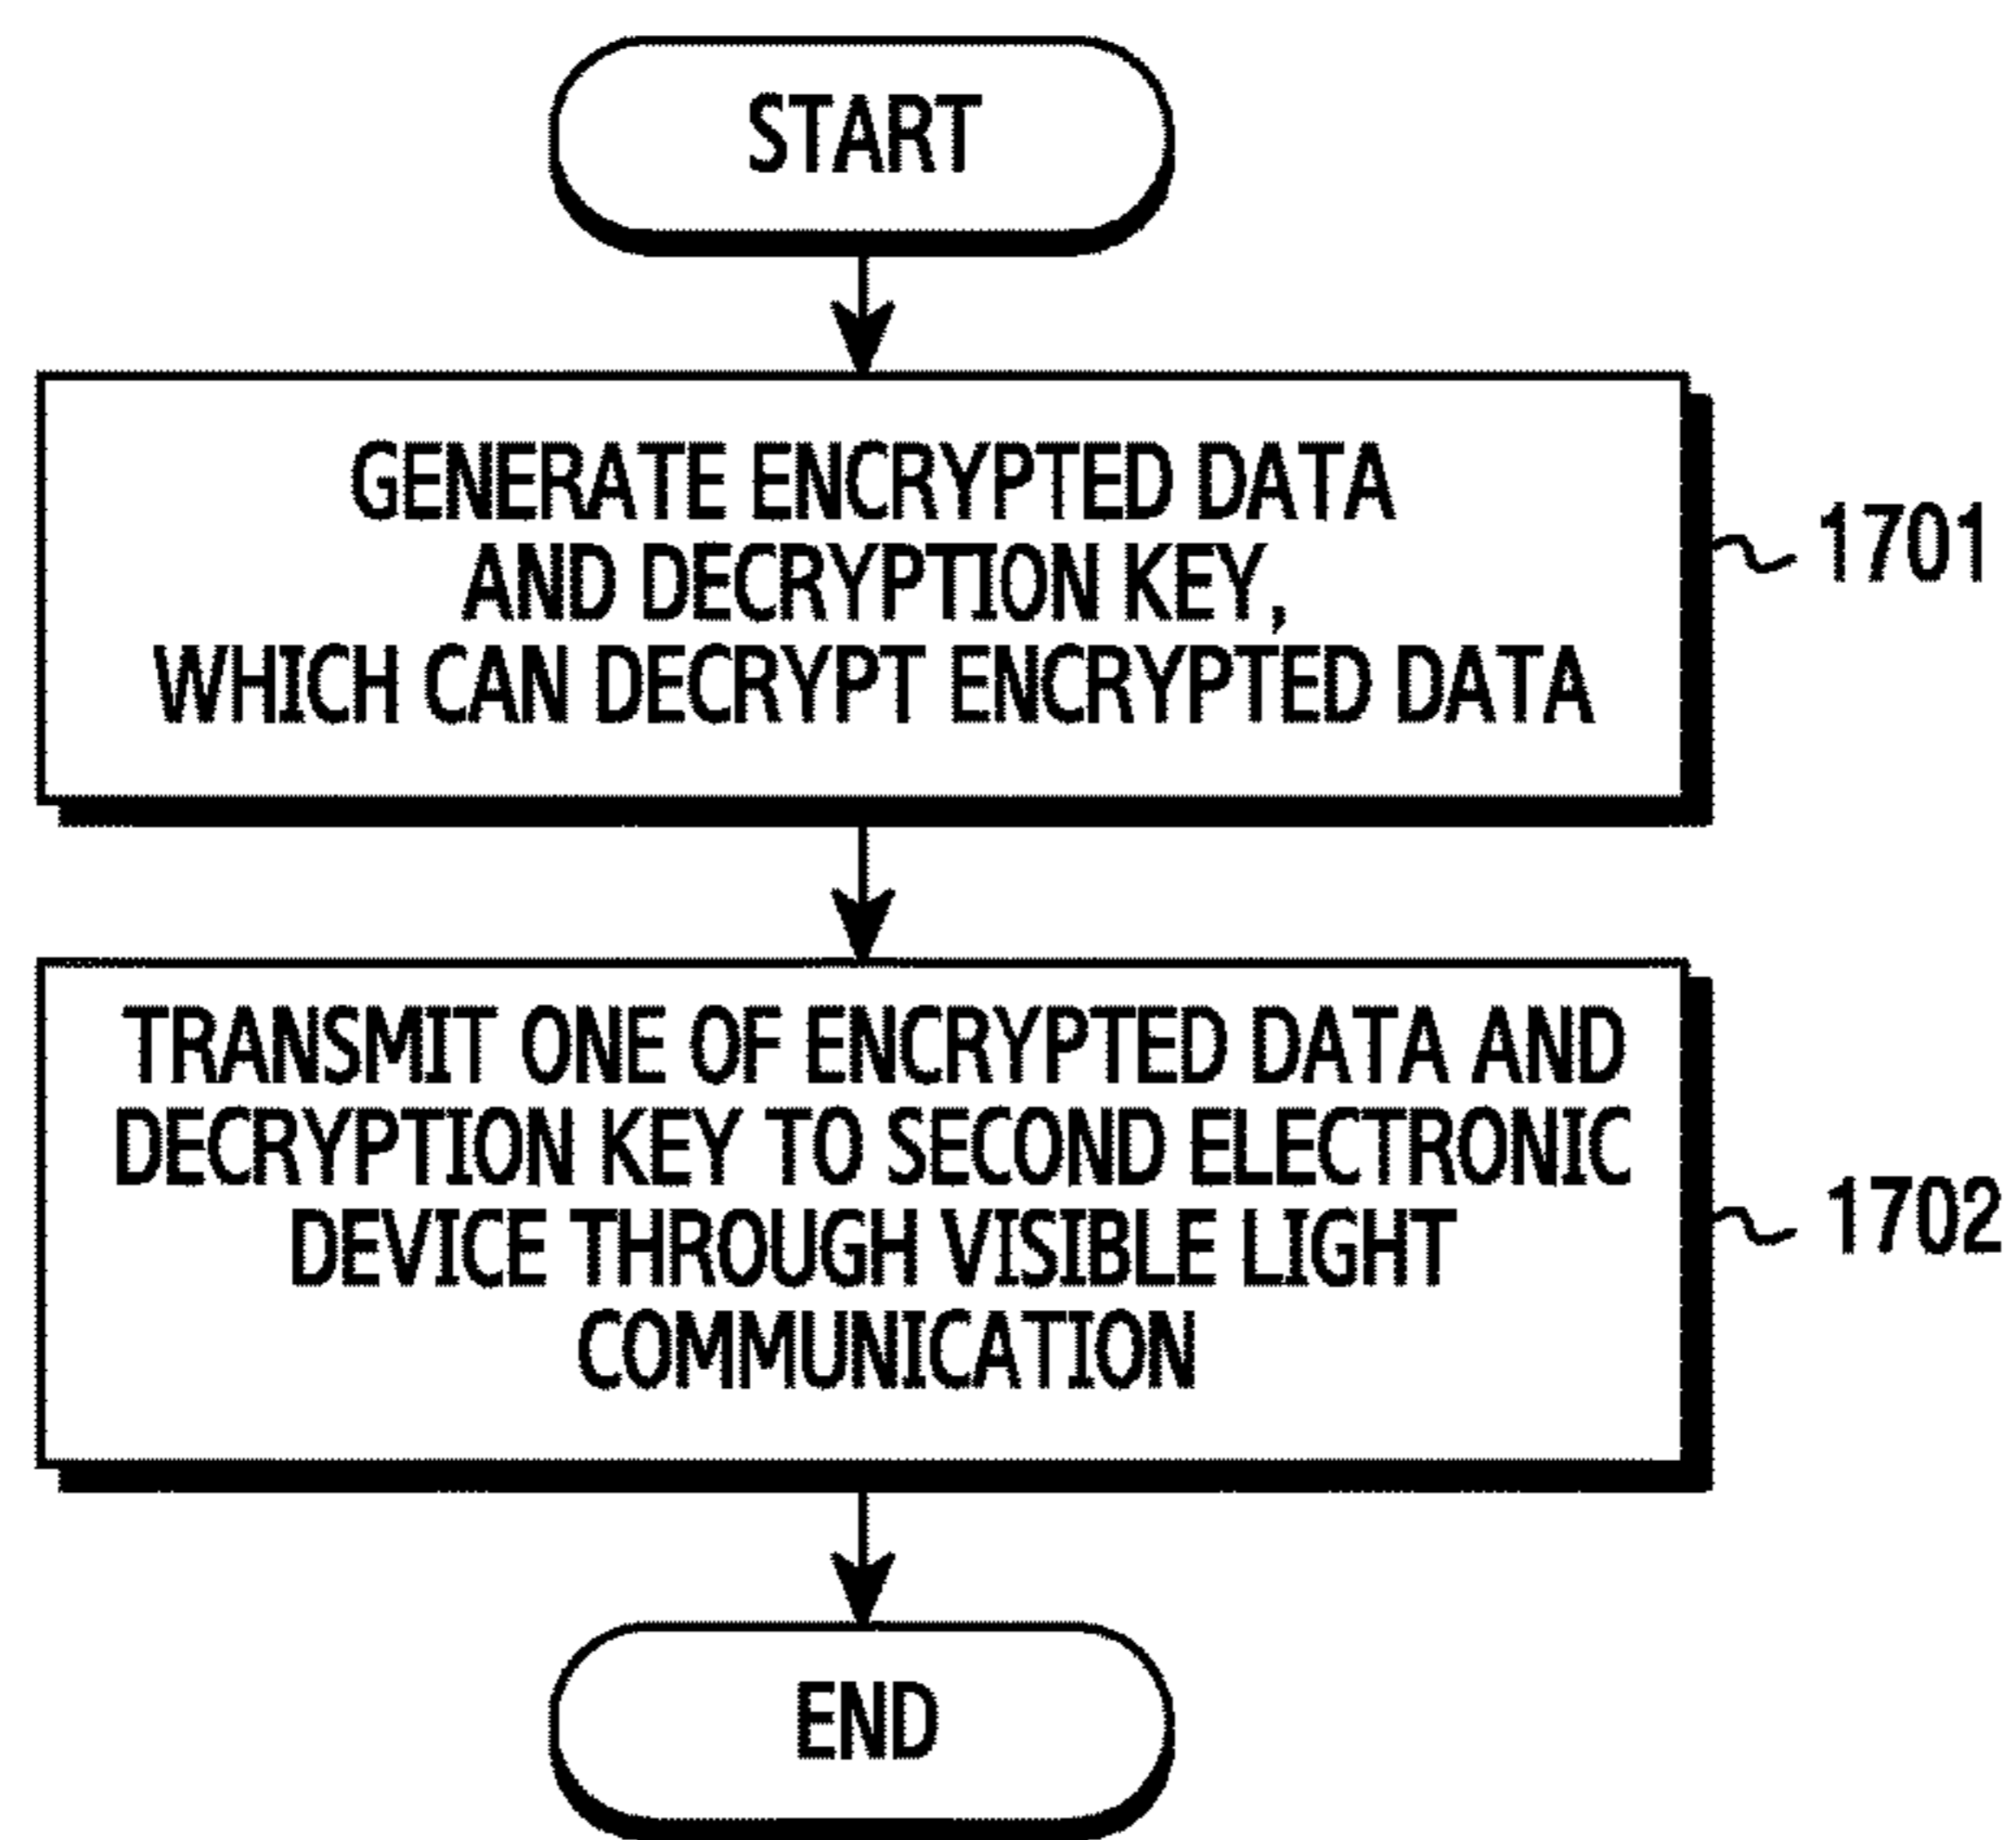 START
GENERATE ENCRYPTED DATA
AND DECRYPTION KEY,
WHICH CAN DECRYPT ENCRYPTED DATA
1701
TRANSMIT ONE OF ENCRYPTED DATA AND
DECRYPTION KEY TO SECOND ELECTRONIC
DEVICE THROUGH VISIBLE LIGHT
COMMUNICATION
1702
END